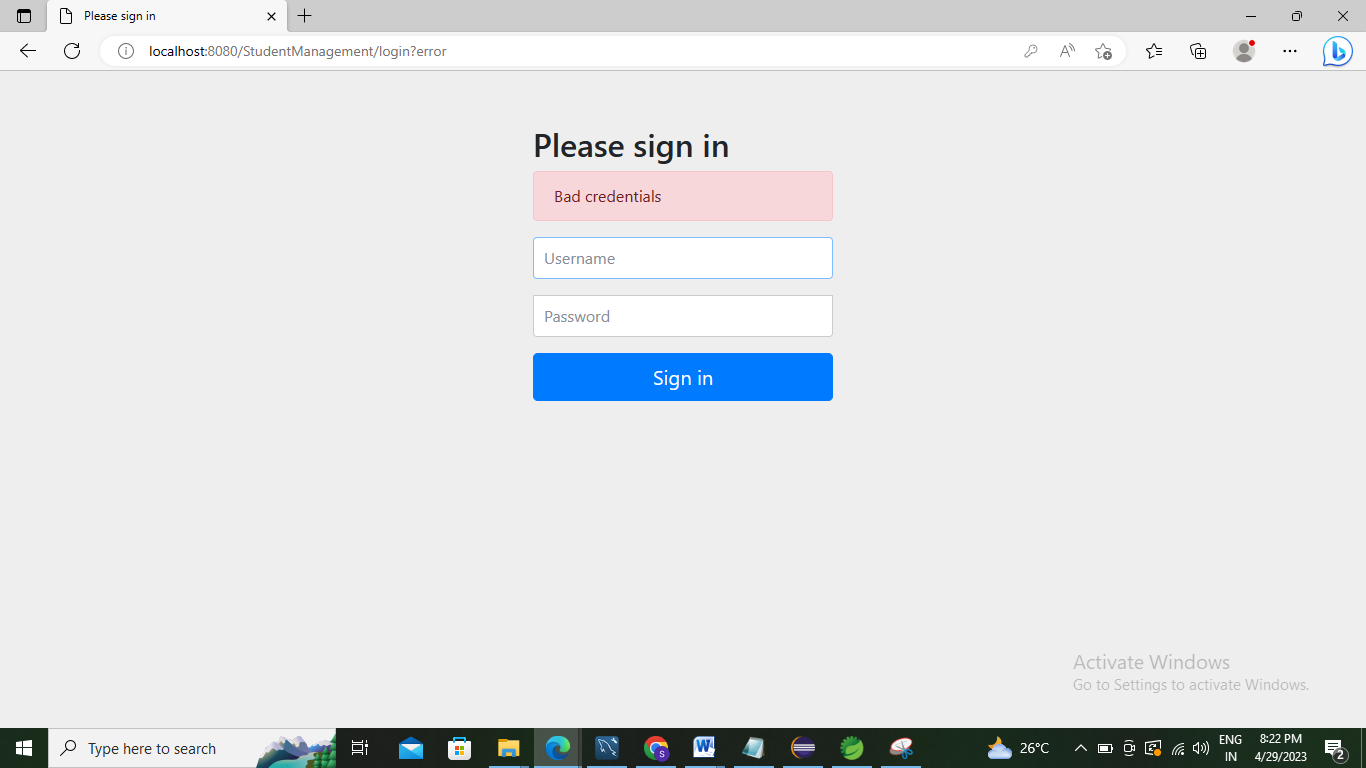 Please sign in
localhost:8080/StudentManagement/login?error
Please sign in
Bad credentials
Username
Password
Sign in
Activate Windows
Go to Settings to activate Windows.
Type here to search
26°C
ENG
IN
8:22 PM
4/29/2023
2